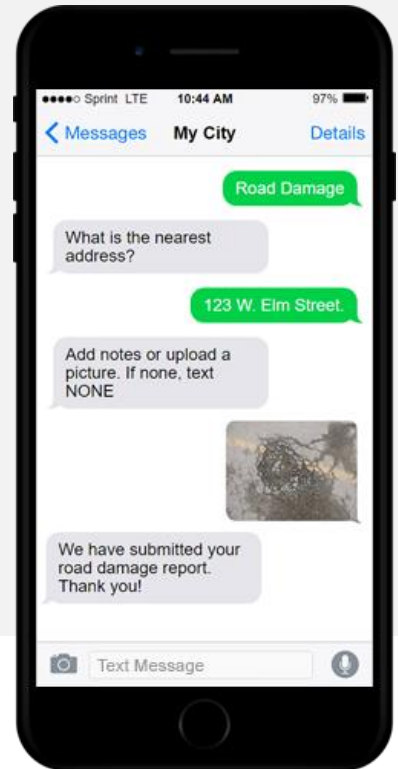 Sprint LTE 10:44 AM 97%
Messages My City Details
Road Damage
What is the nearest
address?
123 W. Elm Street.
Add notes or upload a
picture. If none, text
NONE
We have submitted your
road damage report.
Thank you!
Text Message